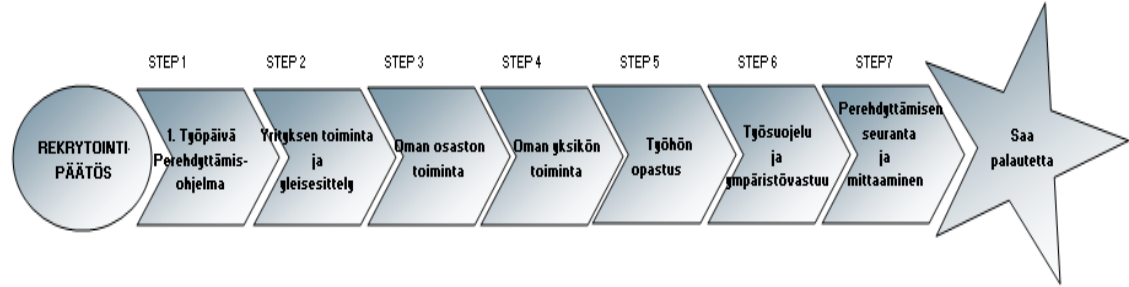 STEP 1
STEP 2
STEP 3
STEP 4
STEP 5
STEP 6
STEP7
REKRYTOINTI-
PÄÄTÖS
1. Työpäivä
Perehdyttämis-
ohjelma
Yrityksen toiminta
ja
yleisesittely
Oman osaston
toiminta
Oman yksikön
toiminta
Työhön
opastus
Työsuojelu
ja
ympäristövastuu
Perehdyttämisen
seuranta
ja
mittaaminen
Saa
palautetta